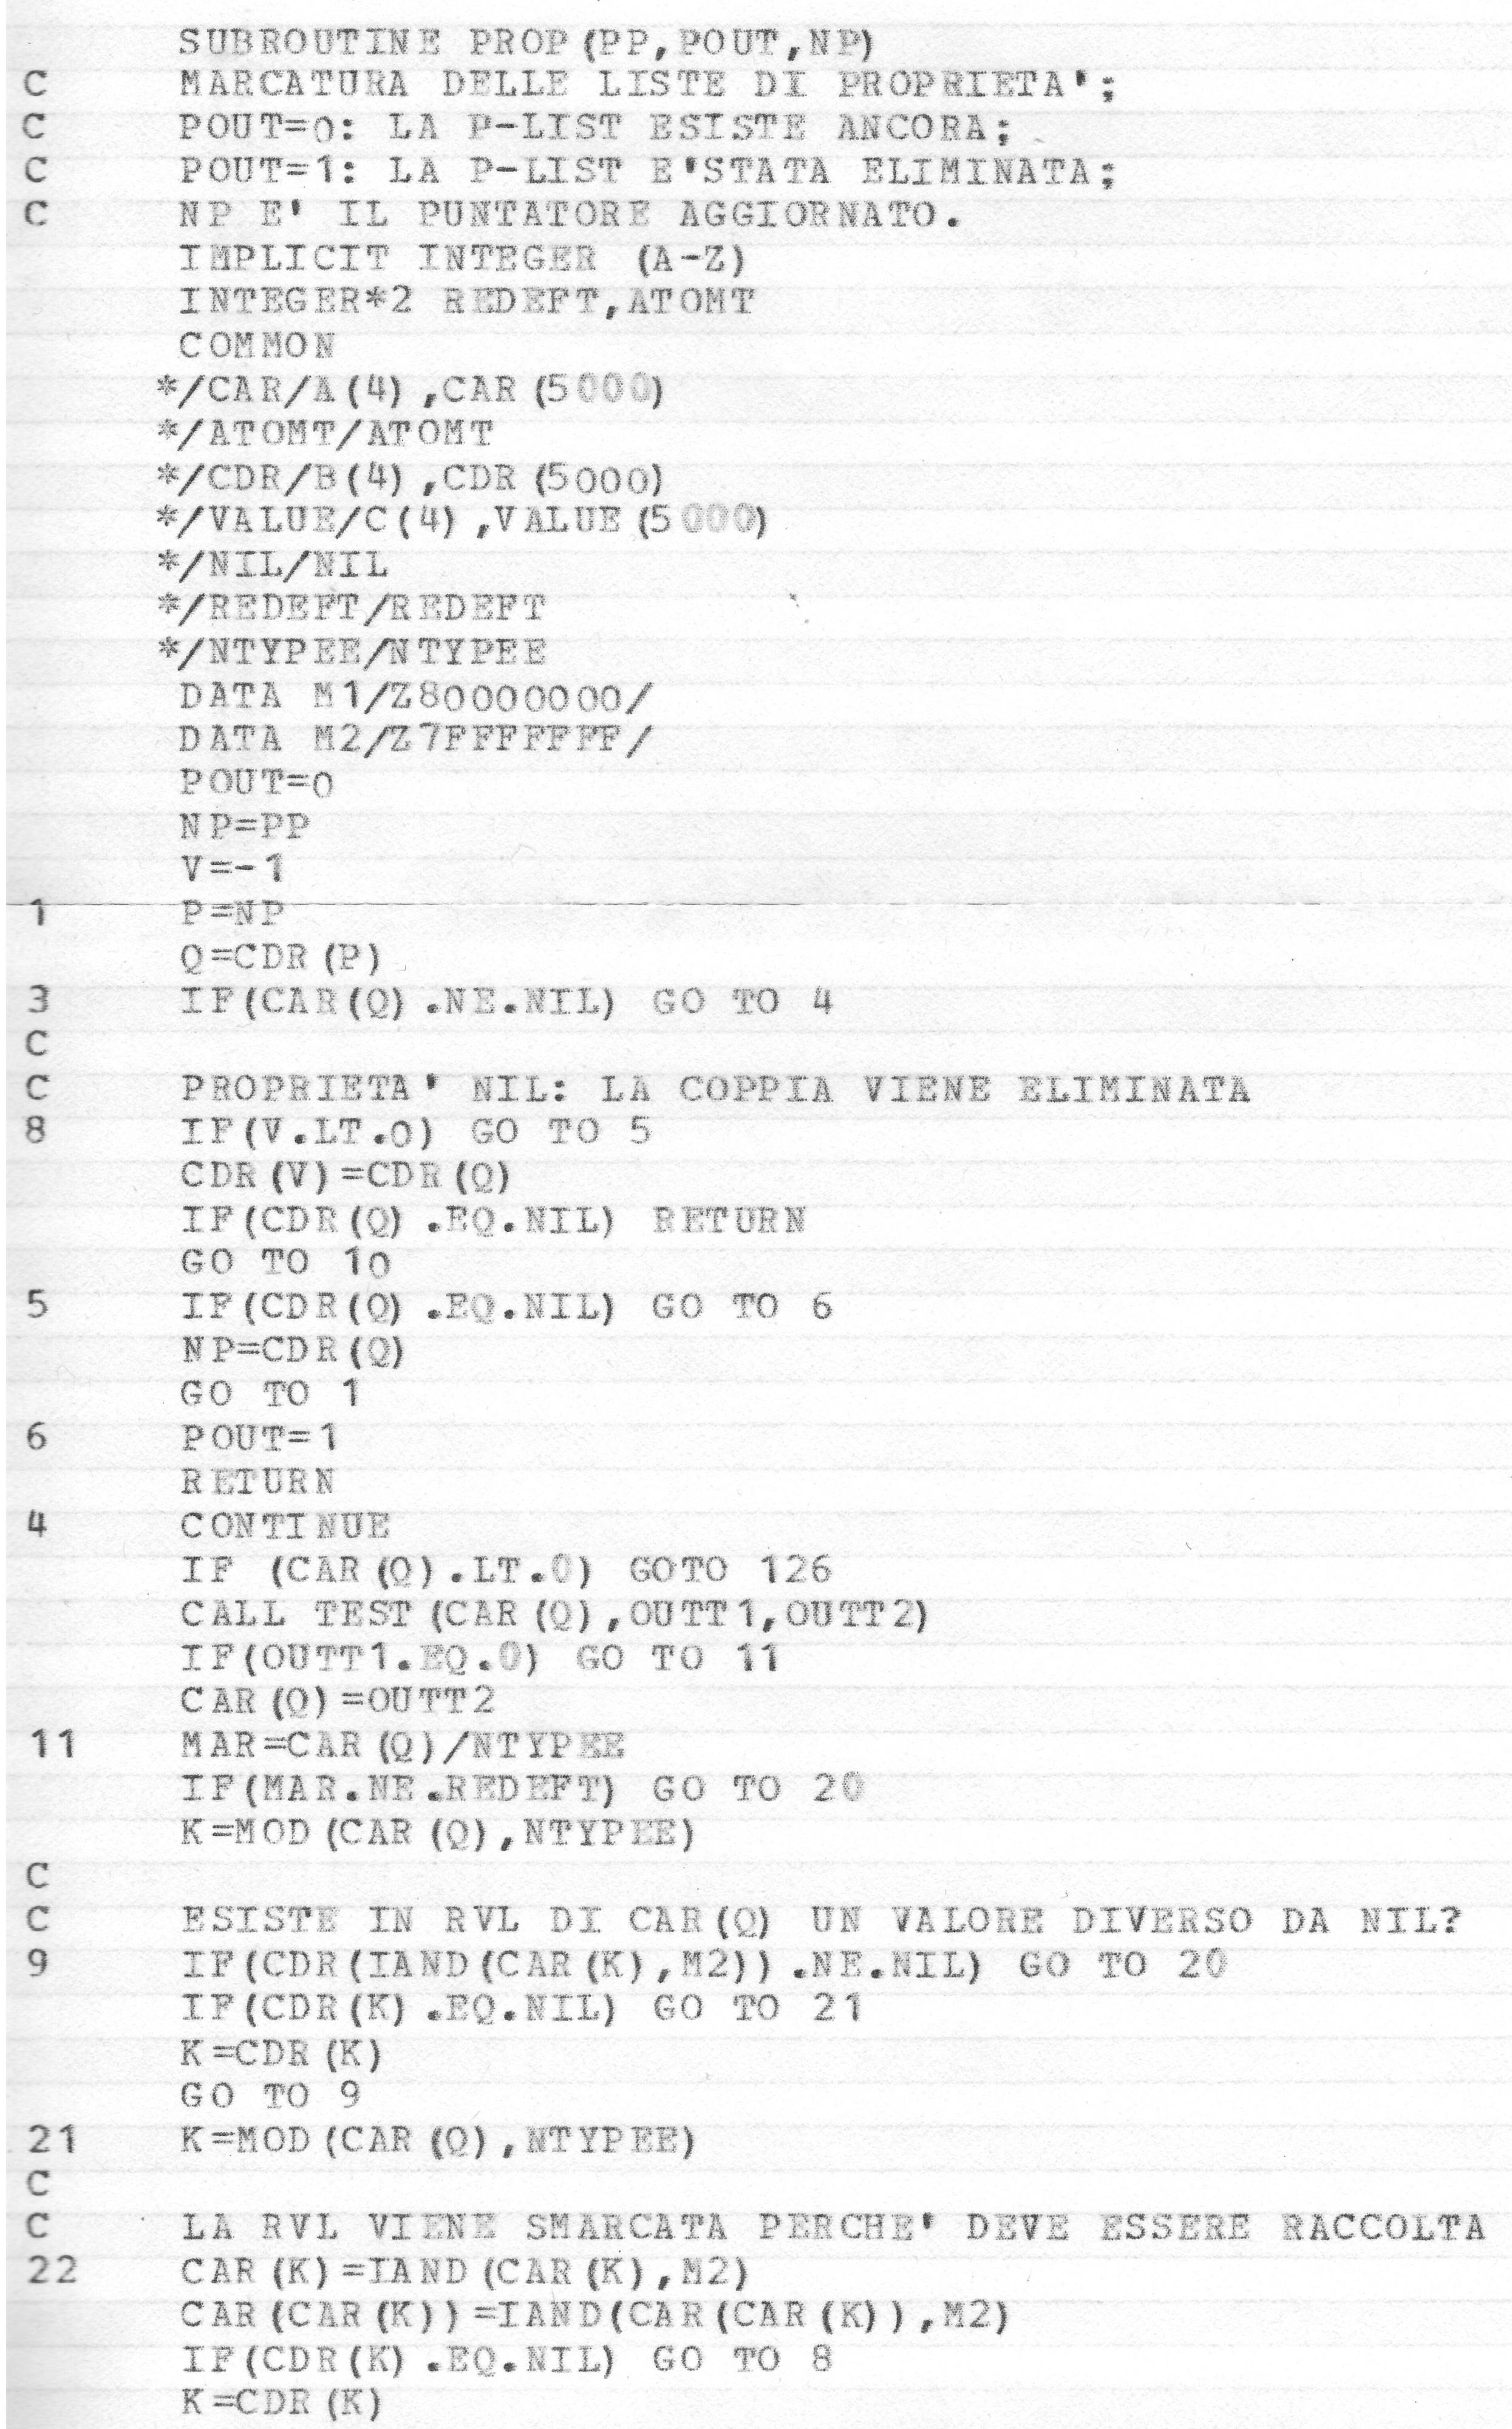 SUBROUTINE PROP(PP,POUT,NP)
C     MARCATURA DELLE LISTE DI PROPRIETA';
C     POUT=0: LA P-LIST ESISTE ANCORA;
C     POUT=1: LA P-LIST E'STATA ELIMINATA;
C     NP E' IL PUNTATORE AGGIORNATO.
      IMPLICIT INTEGER (A-Z)
      INTEGER*2 REDEFT,ATOMT
      COMMON
     */CAR/A(4),CAR(5000)
     */ATOMT/ATOMT
     */CDR/B(4),CDR(5000)
     */VALUE/C(4),VALUE(5000)
     */NIL/NIL
     */REDEFT/REDEFT
     */NTYPEE/NTYPEE
      DATA M1/Z80000000/
      DATA M2/Z7FFFFFFF/
      POUT=0
      NP=PP
      V=-1
1     P=NP
      Q=CDR(P)
3     IF(CAR(Q).NE.NIL) GO TO 4
C
C     PROPRIETA' NIL: LA COPPIA VIENE ELIMINATA
8     IF(V.LT.0) GO TO 5
      CDR(V)=CDR(Q)
      IF(CDR(Q).EQ.NIL) RETURN
      GO TO 10
5     IF(CDR(Q).EQ.NIL) GO TO 6
      NP=CDR(Q)
      GO TO 1
6     POUT=1
      RETURN
4     CONTINUE
      IF (CAR(Q).LT.0) GOTO 126
      CALL TEST(CAR(Q),OUTT1,OUTT2)
      IF(OUTT1.EQ.0) GO TO 11
      CAR(Q)=OUTT2
11    MAR=CAR(Q)/NTYPEE
      IF(MAR.NE.REDEFT) GO TO 20
      K=MOD(CAR(Q),NTYPEE)
C
C     ESISTE IN RVL DI CAR(Q) UN VALORE DIVERSO DA NIL?
9     IF(CDR(IAND(CAR(K),M2)).NE.NIL) GO TO 20
      IF(CDR(K).EQ.NIL) GO TO 21
      K=CDR(K)
      GO TO 9
21    K=MOD(CAR(Q),NTYPEE)
C
C     LA RVL VIENE SMARCATA PERCHE' DEVE ESSERE RACCOLTA
22    CAR(K)=IAND(CAR(K),M2)
      CAR(CAR(K))=IAND(CAR(CAR(K)),M2)
      IF(CDR(K).EQ.NIL) GO TO 8
      K=CDR(K)